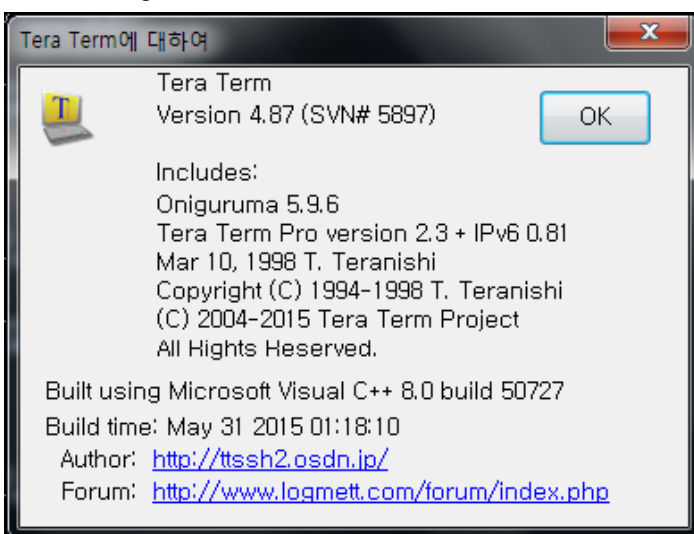 Tera Term에 대하여
Tera Term
Version 4.87 (SVN# 5897)
OK
Includes:
Oniguruma 5.9.6
Tera Term Pro version 2.3 + IPv6 0.81
Mar 10, 1998 T. Teranishi
Copyright (C) 1994-1998 T. Teranishi
(C) 2004-2015 Tera Term Project
All Rights Reserved.
Built using Microsoft Visual C++ 8.0 build 50727
Build time: May 31 2015 01:18:10
Author: http://ttssh2.osdn.jp/
Forum: http://www.logmett.com/forum/index.php